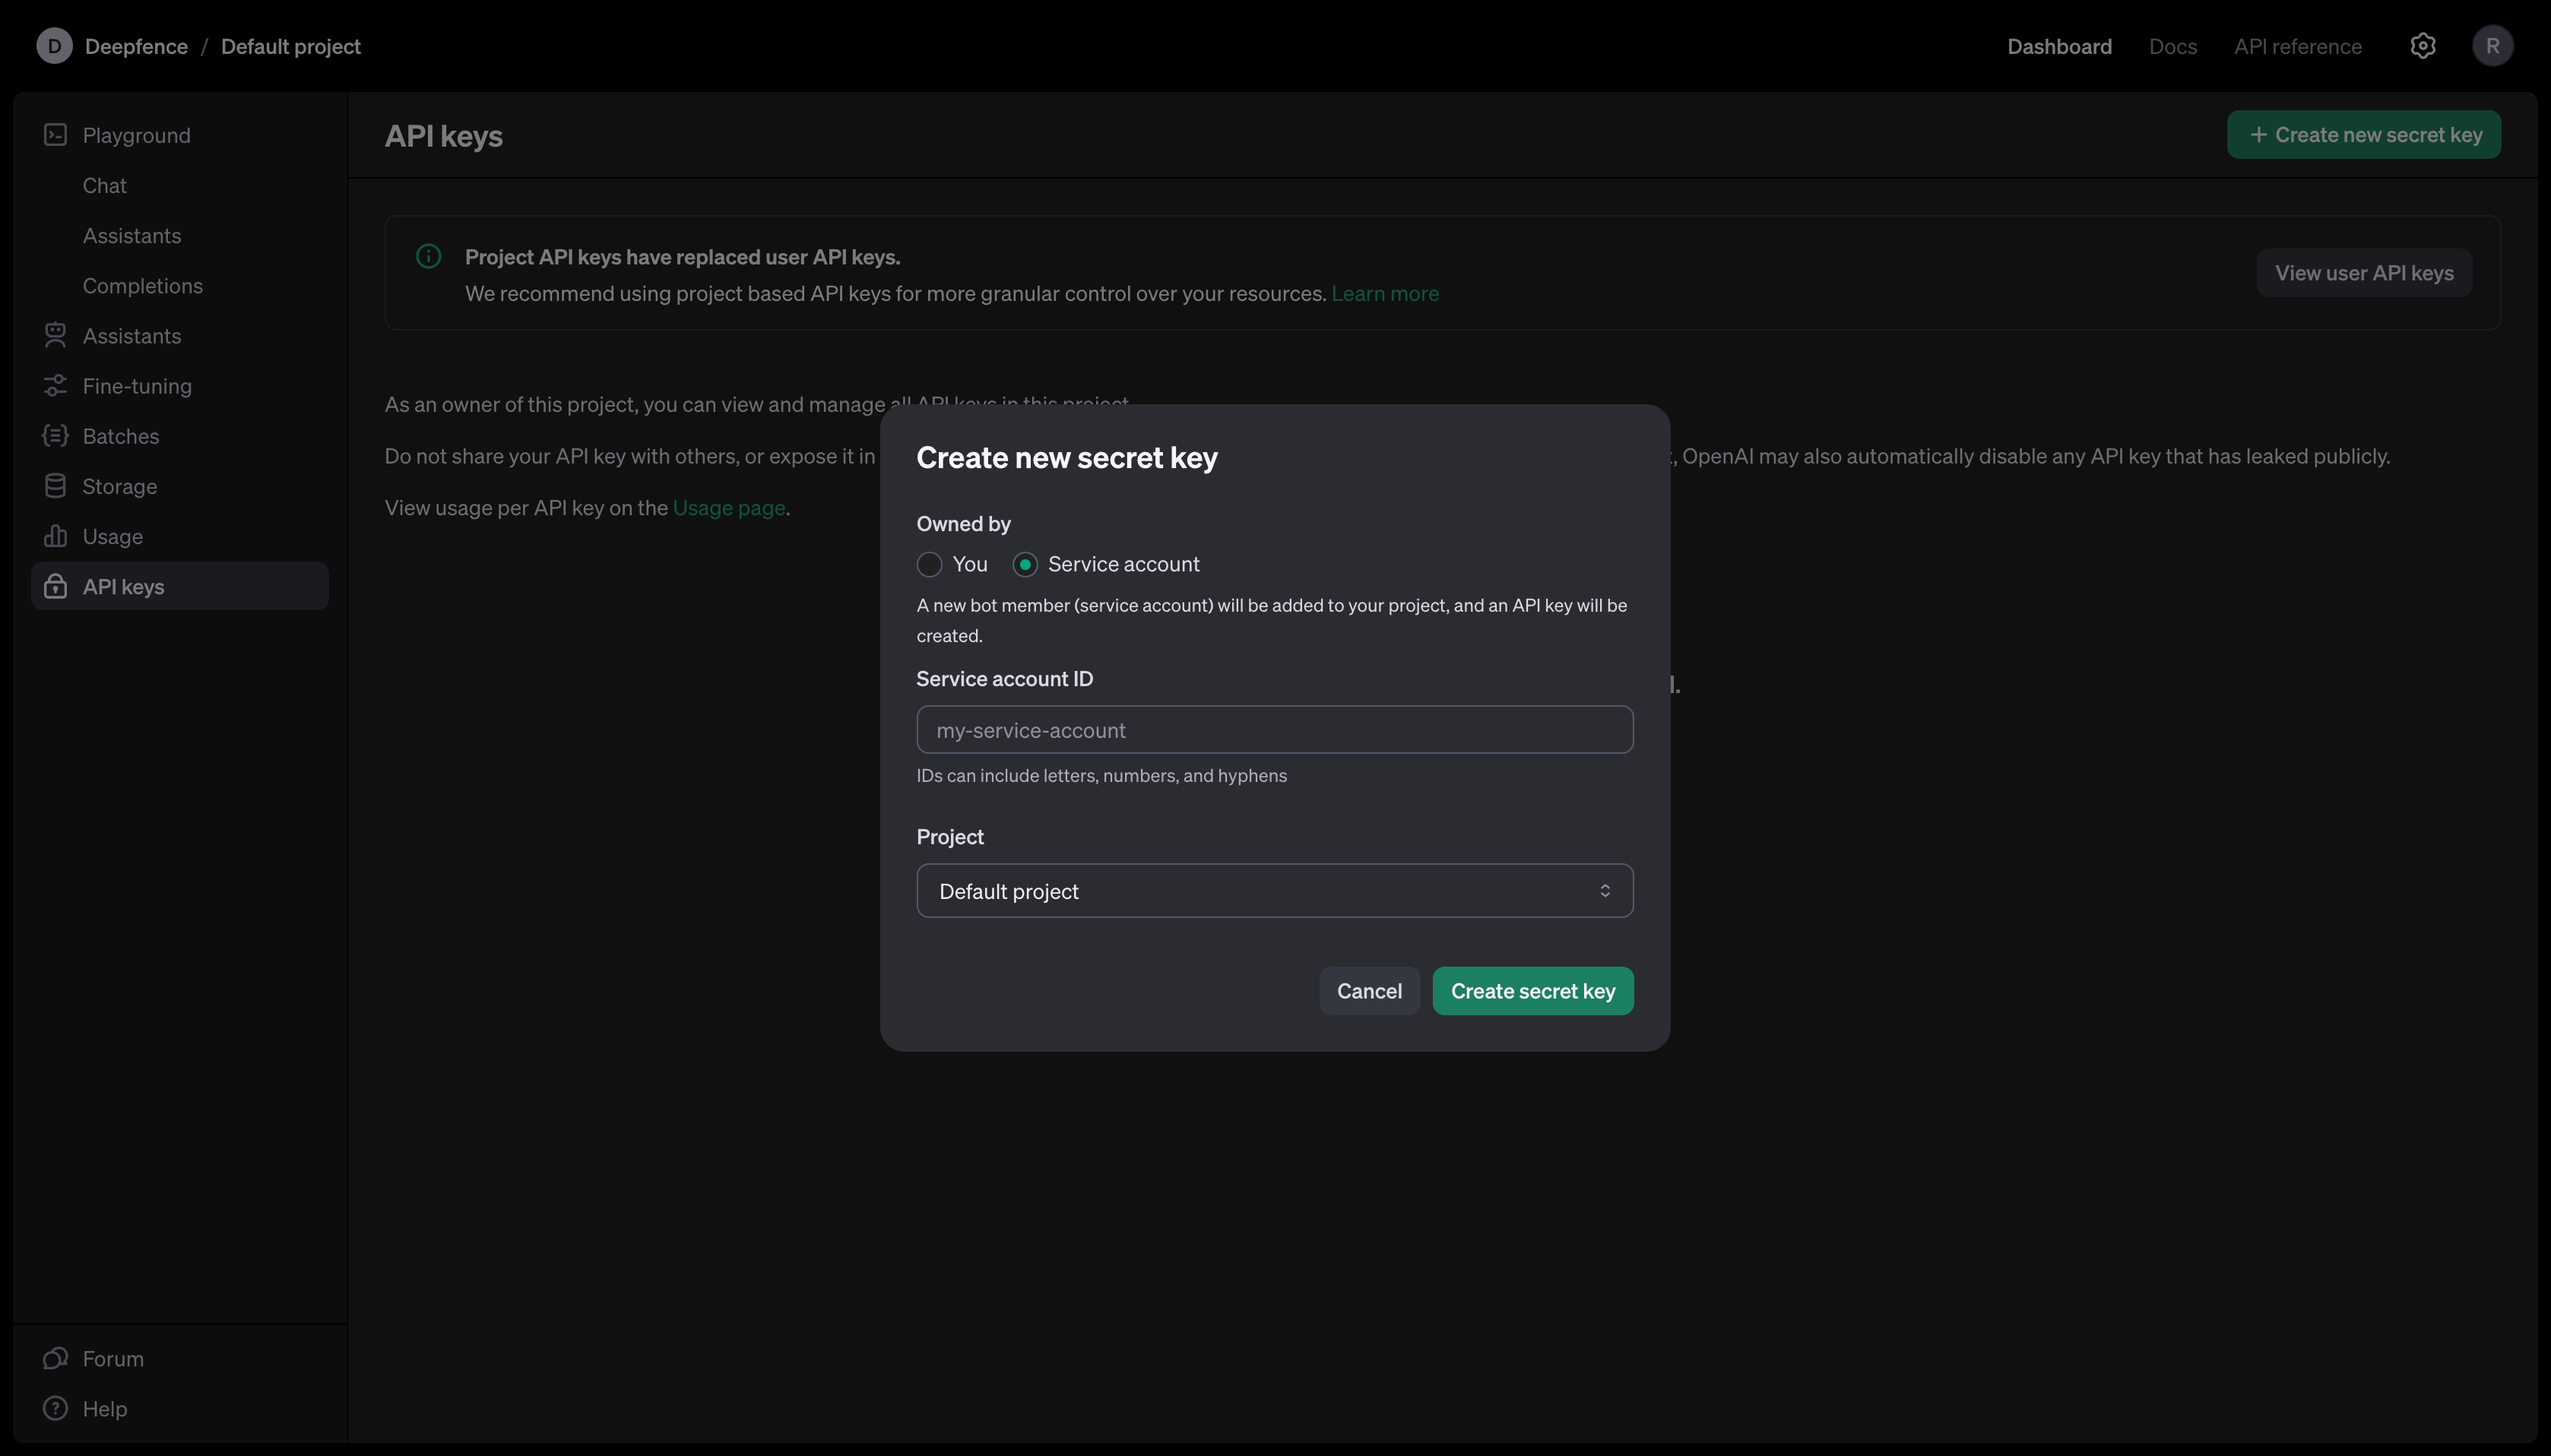 D Deepfence / Default project
Dashboard Docs API reference R
Playground
Chat
Assistants
Completions
Assistants
Fine-tuning
Batches
Storage
Usage
API keys
Forum
Help
API keys
+ Create new secret key
Project API keys have replaced user API keys.
We recommend using project based API keys for more granular control over your resources. Learn more
View user API keys
As an owner of this project, you can view and manage all API keys in this project
Do not share your API key with others, or expose it in
, OpenAI may also automatically disable any API key that has leaked publicly.
View usage per API key on the Usage page.
Create new secret key
Owned by
You Service account
A new bot member (service account) will be added to your project, and an API key will be
created.
Service account ID
my-service-account
IDs can include letters, numbers, and hyphens
Project
Default project
Cancel Create secret key